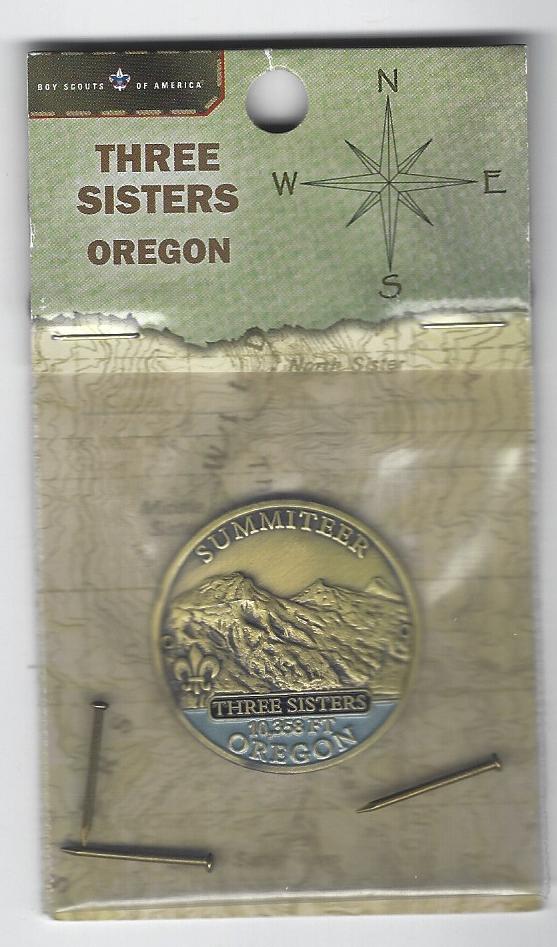 BOY SCOUTS OF AMERICA
THREE
SISTERS
OREGON
N
W
E
S
North Sister
SUMMITEER
THREE SISTERS
10,358 FT
OREGON